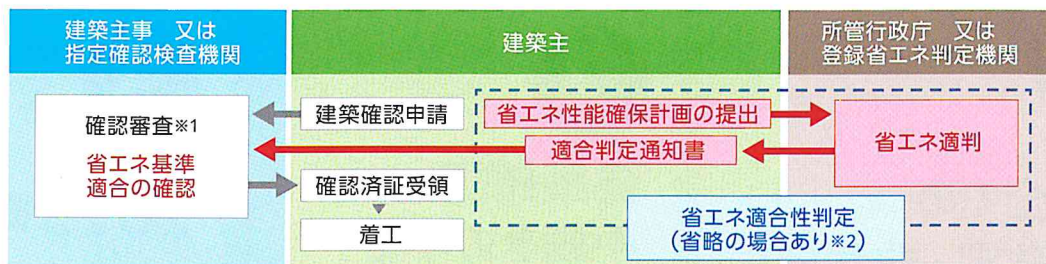 建築主事　又は
指定確認検査機関
建築主
所管行政庁　又は
登録省エネ判定機関
確認審査※1
省エネ基準
適合の確認
建築確認申請
省エネ性能確保計画の提出
適合判定通知書
省エネ適判
確認済証受領
着工
省エネ適合性判定
(省略の場合あり※2)